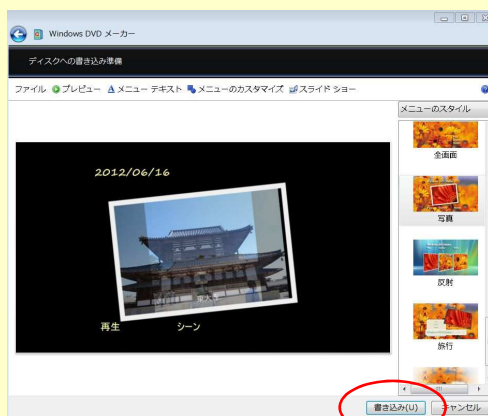 Windows DVD メーカー
ディスクへの書き込み準備
ファイル プレビュー メニュー テキスト メニューのカスタマイズ スライド ショー
メニューのスタイル
全画面
2012/06/16
写真
反射
再生 シーン
旅行
書き込み(U) キャンセル